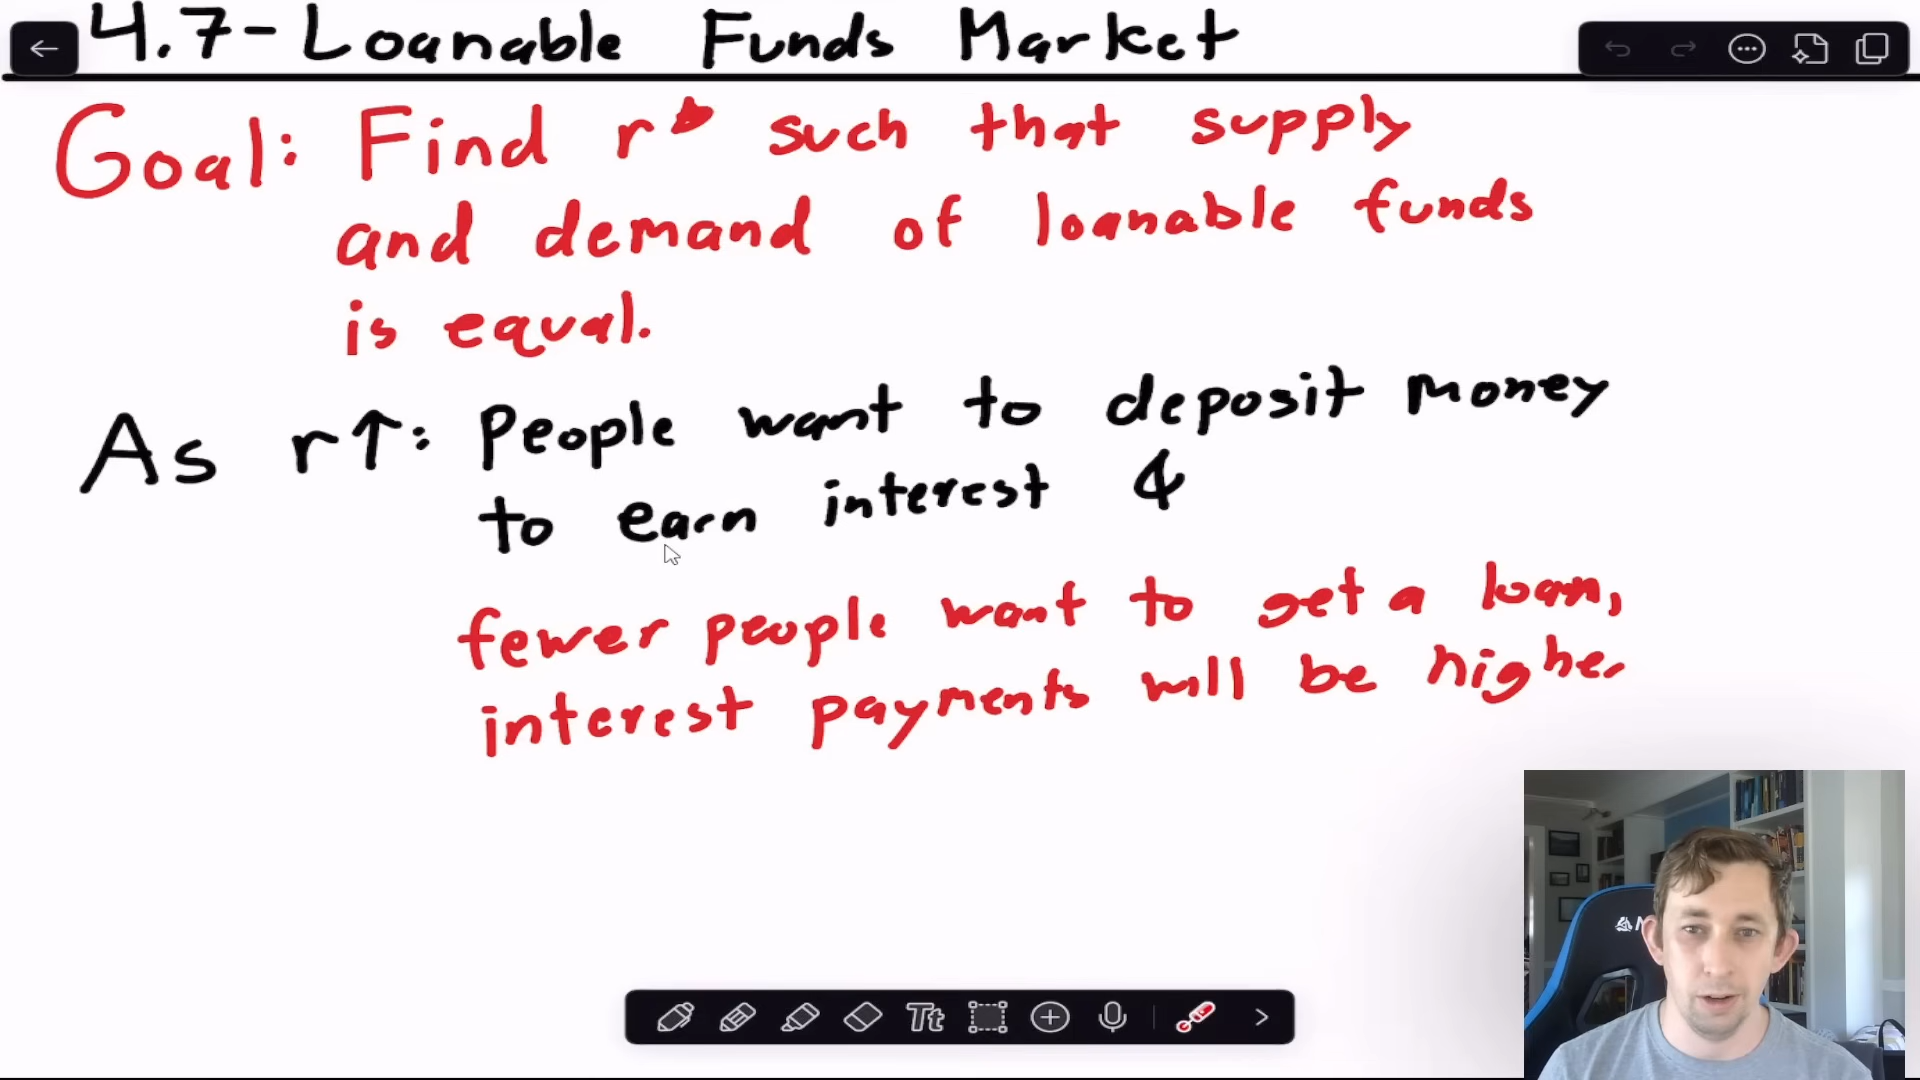 4.7 - Loanable Funds Market
Goal: Find r* such that supply
and demand of loanable funds
is equal.
As r↑: People want to deposit money
to earn interest &
fewer people want to get a loan,
interest payments will be higher
Tt